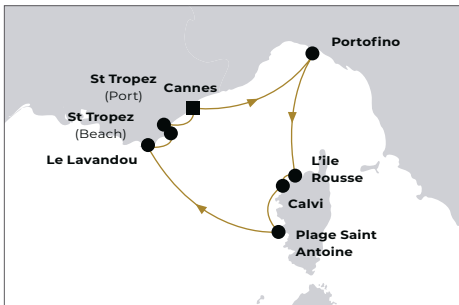 Portofino
St Tropez
(Port)
Cannes
St Tropez
(Beach)
Le Lavandou
L'ile
Rousse
Calvi
Plage Saint
Antoine